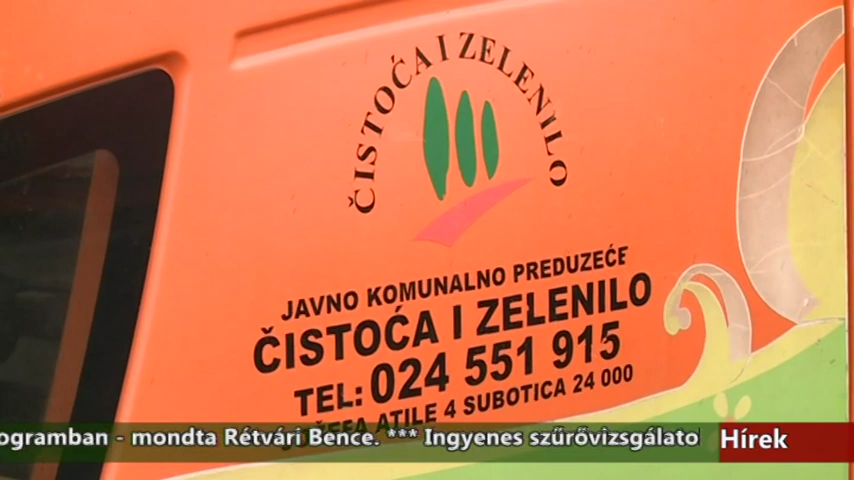 ČISTOĆA I ZELENILO
JAVNO KOMUNALNO PREDUZEĆE
ČISTOĆA I ZELENILO
TEL: 024 551 915
ATILE 4 SUBOTICA 24 000
ogramban - mondta Rétvári Bence. *** Ingyenes szűrővizsgálato
Hírek